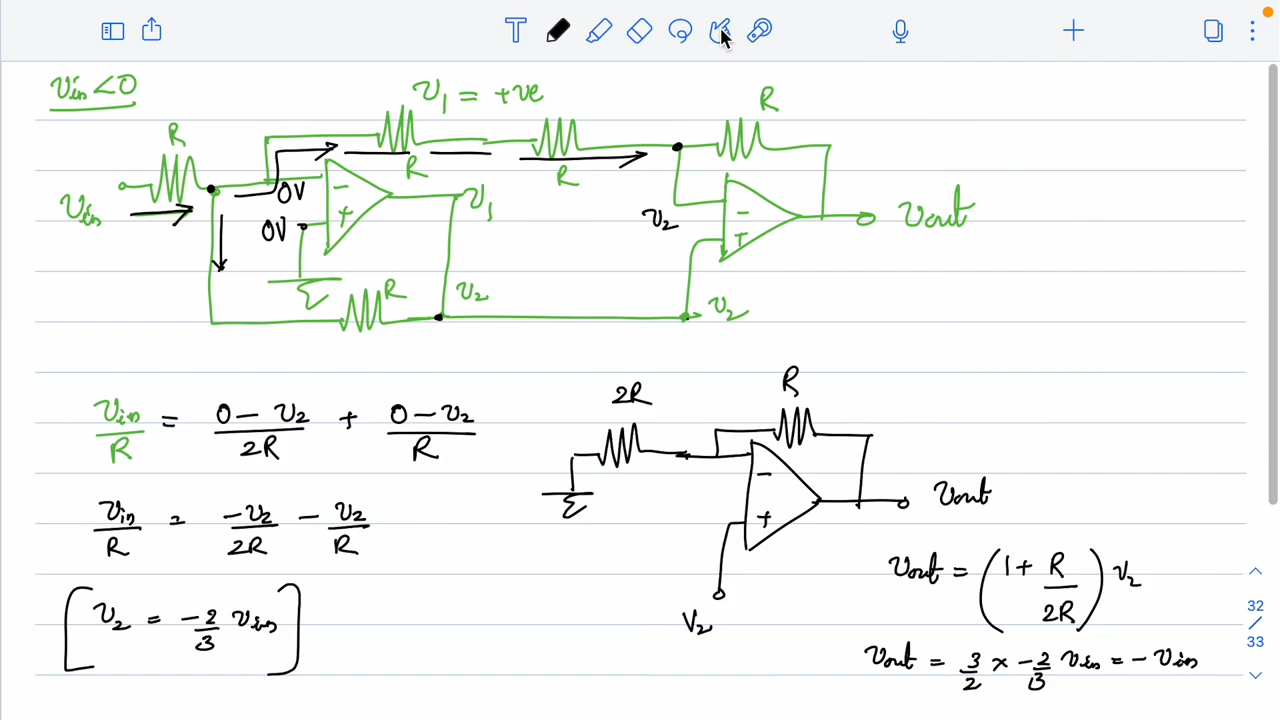 Vin < 0
V1 = +ve
R
R
R
R
Vin
0V
0V
−
+
V1
V2
−
+
Vout
R
V2
V2
2R
R
Vin/R = (0 − V2)/2R + (0 − V2)/R
−
+
Vout
Vin/R = −V2/2R − V2/R
V2
Vout = (1 + R/2R) V2
[V2 = −2/3 Vin]
Vout = 3/2 × −2/3 Vin = − Vin
T
32
/
33